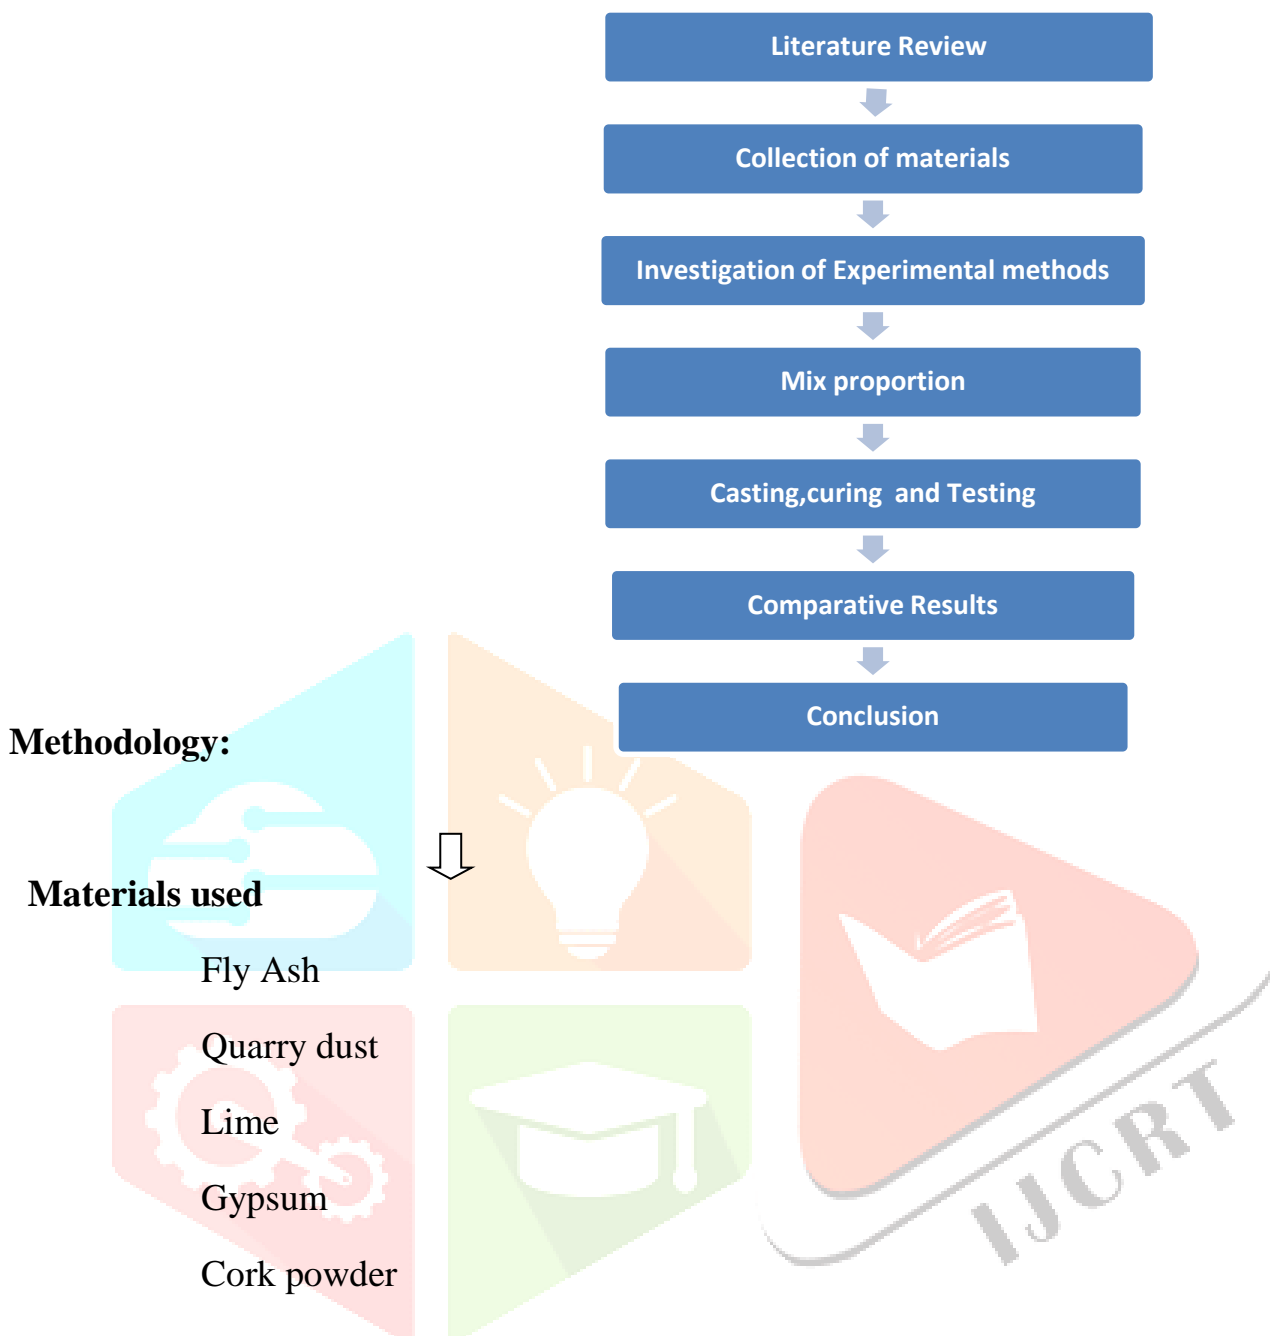 Literature Review
Collection of materials
Investigation of Experimental methods
Mix proportion
Casting,curing  and Testing
Comparative Results
Conclusion
Methodology:
Materials used
Fly Ash
Quarry dust
Lime
Gypsum
Cork powder
IJCRT